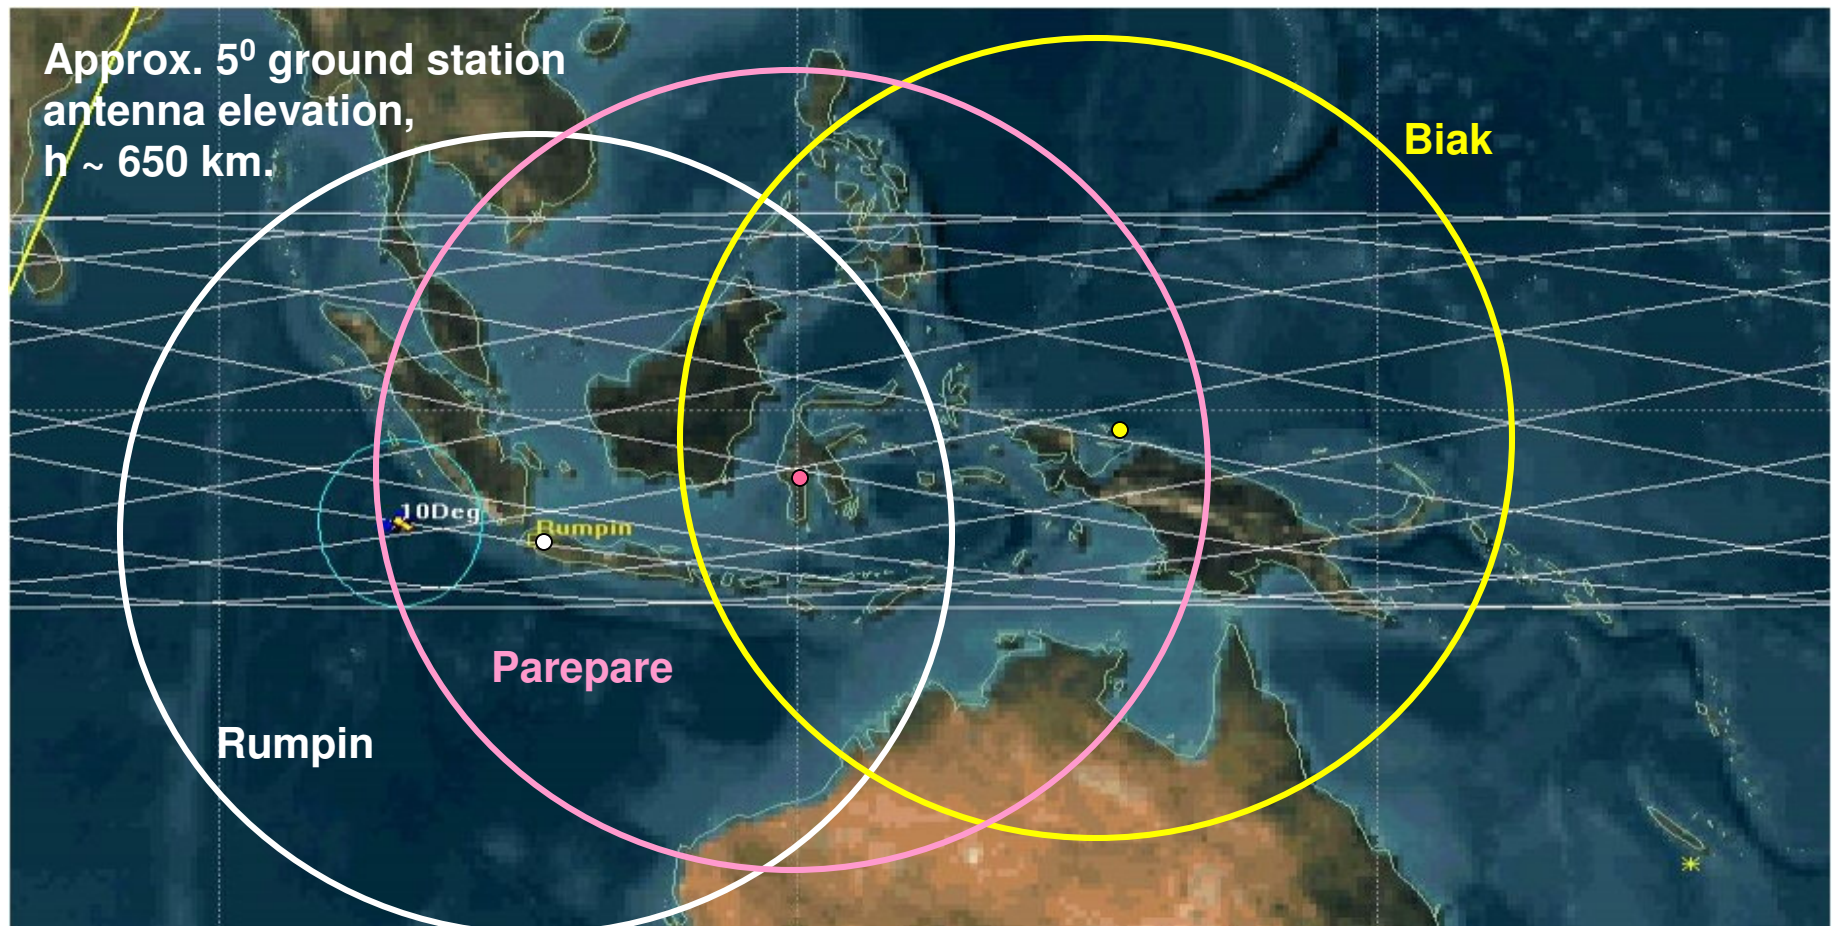 Approx. 5⁰ ground station
antenna elevation,
h ~ 650 km.
Biak
10Deg
Rumpin
Parepare
Rumpin